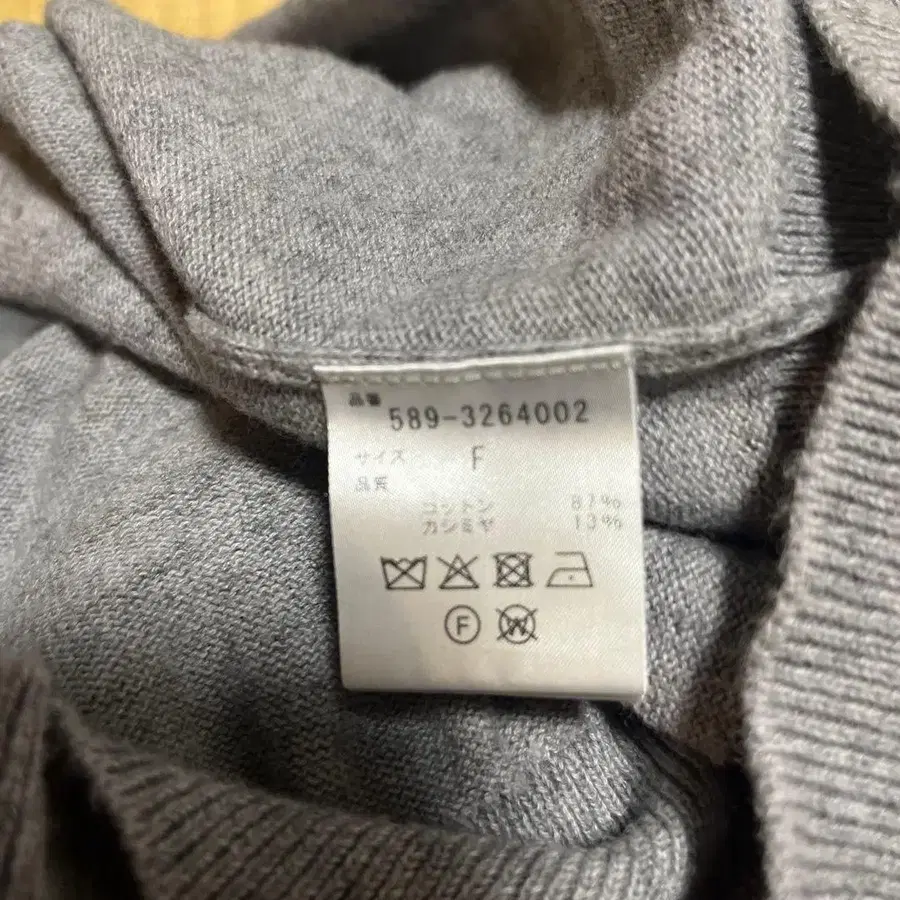 品番
589-3264002
サイズ F
品質
コットン 87%
カシミヤ 13%
F W